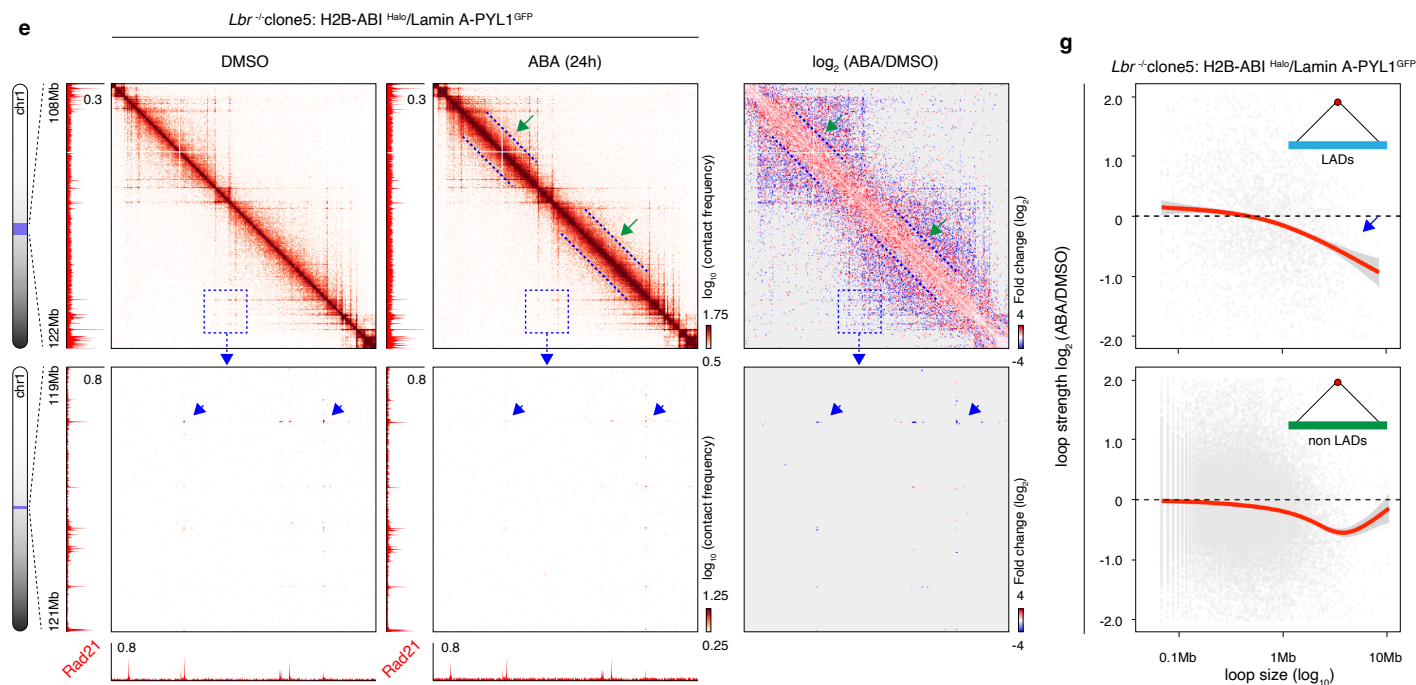 e
Lbr -/-clone5: H2B-ABI Halo/Lamin A-PYL1GFP
DMSO
ABA (24h)
log2 (ABA/DMSO)
chr1
108Mb
122Mb
0.3
0.3
log10 (contact frequency)
1.75
0.5
Fold change (log2)
4
-4
chr1
119Mb
121Mb
0.8
0.8
log10 (contact frequency)
1.25
0.25
Fold change (log2)
4
-4
Rad21
0.8
Rad21
0.8
g
Lbr -/-clone5: H2B-ABI Halo/Lamin A-PYL1GFP
loop strength log2 (ABA/DMSO)
2.0
1.0
0
-1.0
-2.0
LADs
2.0
1.0
0
-1.0
-2.0
non LADs
0.1Mb
1Mb
10Mb
loop size (log10)